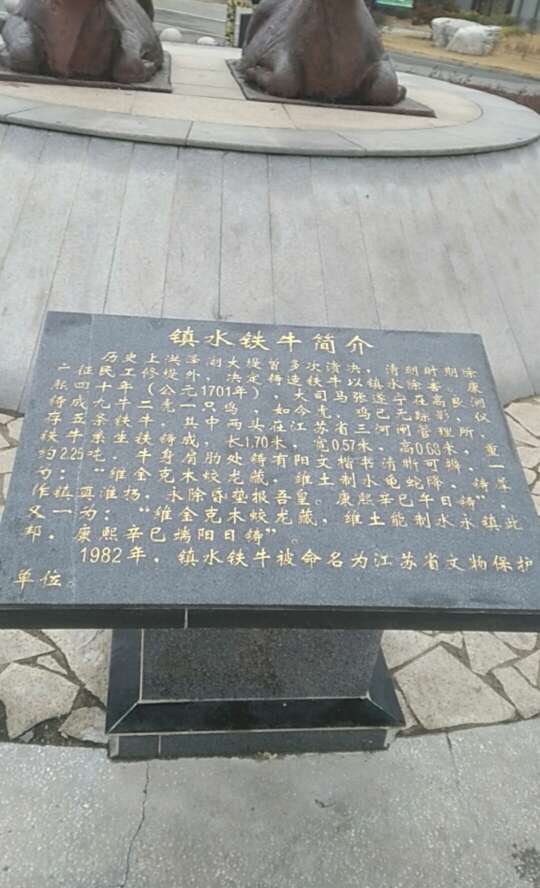 镇水铁牛简介
历史上洪泽湖大堤曾多次溃决，清朝时期除
二征民工修堤外，决定铸造铁牛以镇水除害。康
熙四十年（公元1701年），大司马张遂宁在高良涧
铸成九牛二虎一只鸡，如今虎、鸡已无踪影，仅
存五条铁牛，其中两头在江苏省三河闸管理所，
铁牛系生铁铸成，长1.70米，宽0.57米，高0.68米，重
约2.25吨，牛身肩肋处铸有阳文楷书清晰可辨，一
为：“维金克木蛟龙藏，维土制水龟蛇降，铸犀
作镇奠淮扬，永除昏垫报吾皇。康熙辛巳午日铸”，
又一为：“维金克木蛟龙藏，维土能制水永镇此
邦，康熙辛巳端阳日铸”。
1982年，镇水铁牛被命名为江苏省文物保护
单位。